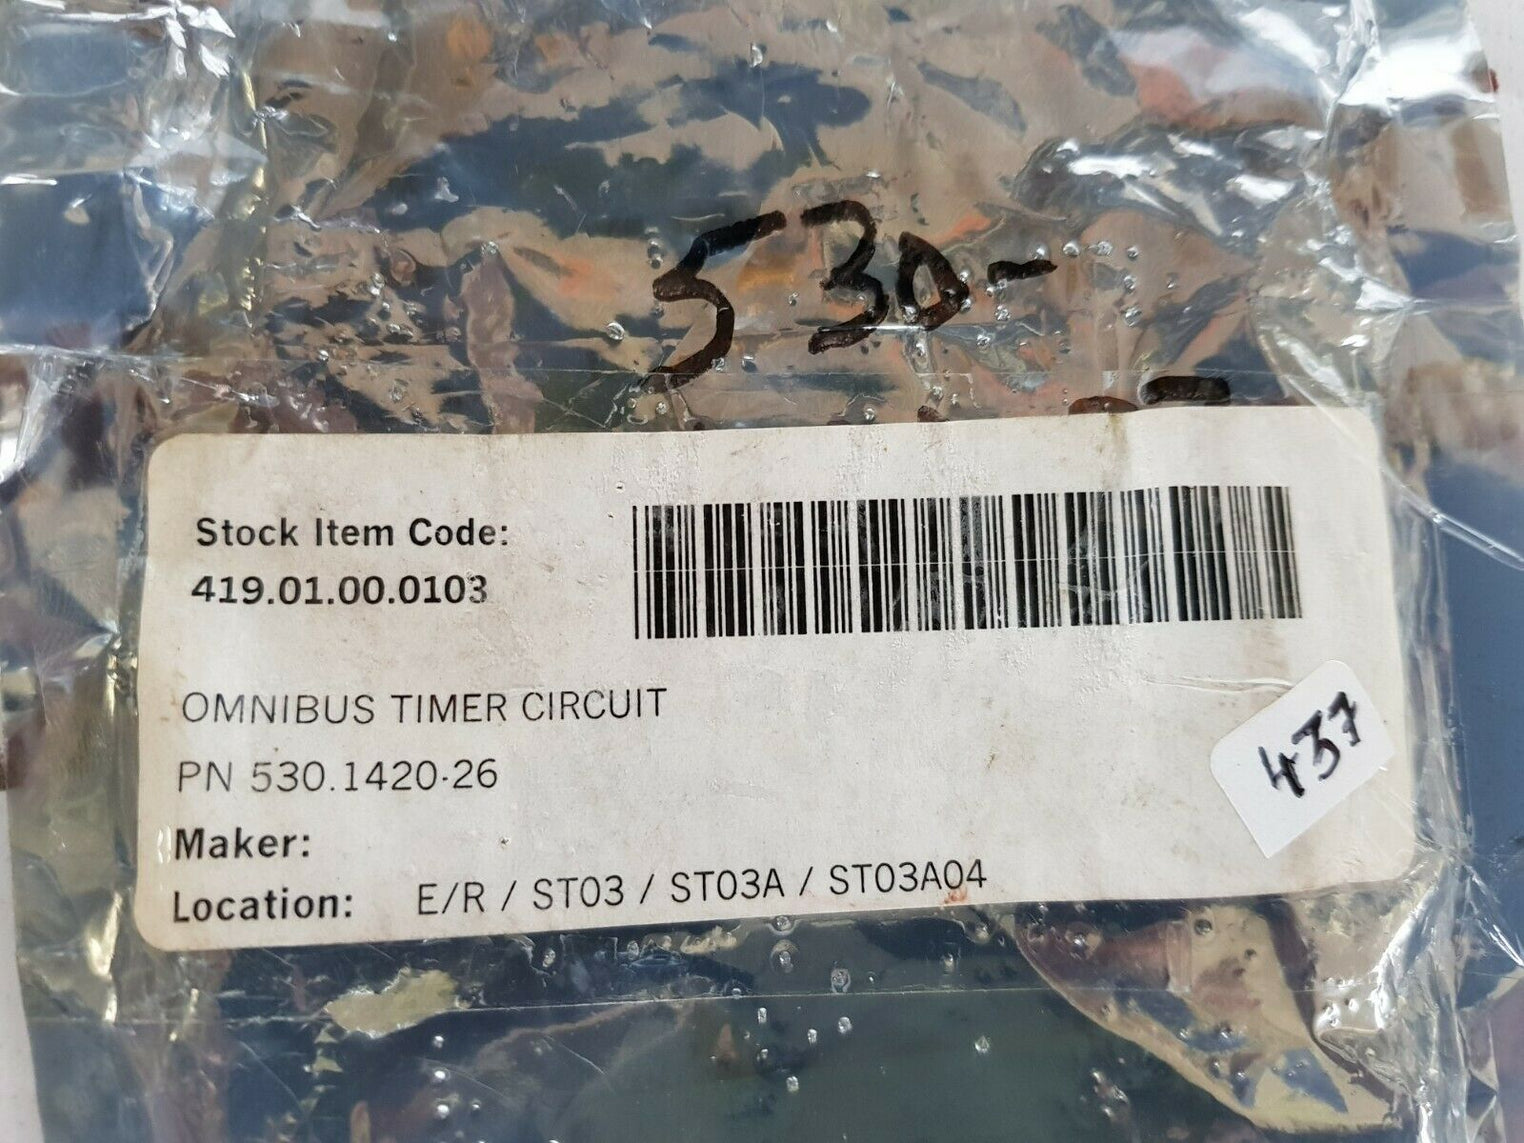 530-
Stock Item Code:
419.01.00.0103
OMNIBUS TIMER CIRCUIT
PN 530.1420-26
437
Maker:
Location: E/R / ST03 / ST03A / ST03A04